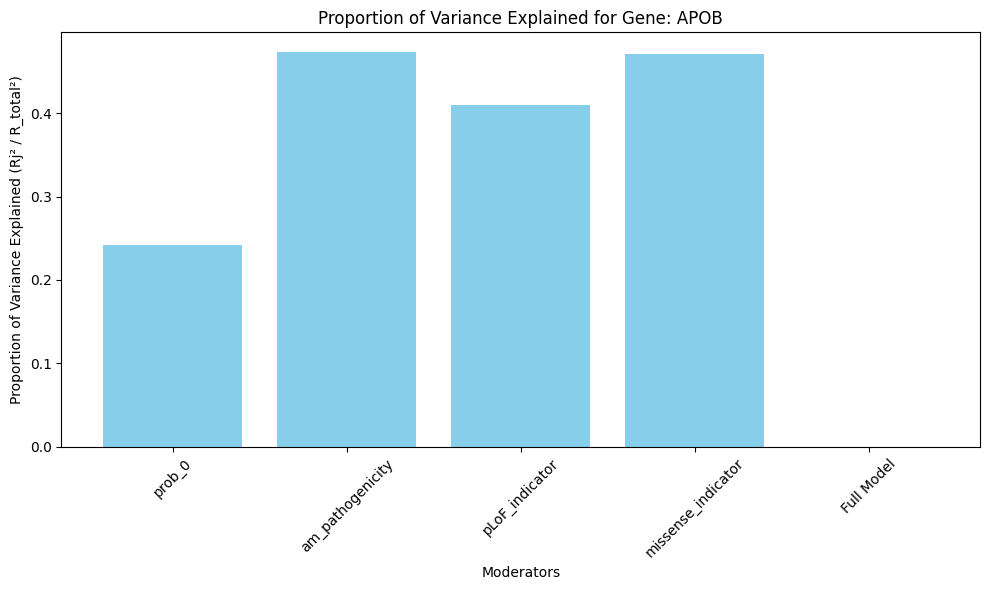 Proportion of Variance Explained for Gene: APOB
Proportion of Variance Explained (Rj² / R_total²)
0.4
0.3
0.2
0.1
0.0
prob_0
am_pathogenicity
pLoF_indicator
missense_indicator
Full Model
Moderators